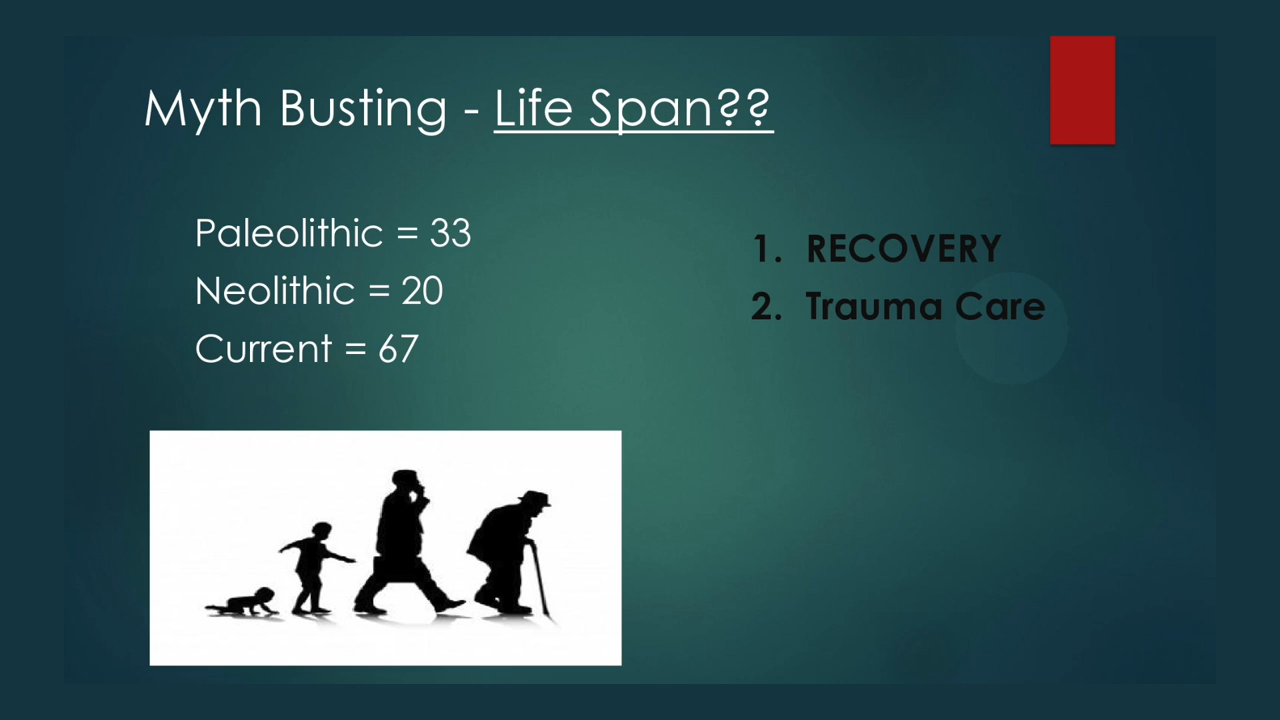 Myth Busting - Life Span??
Paleolithic = 33
Neolithic = 20
Current = 67
1. RECOVERY
2. Trauma Care